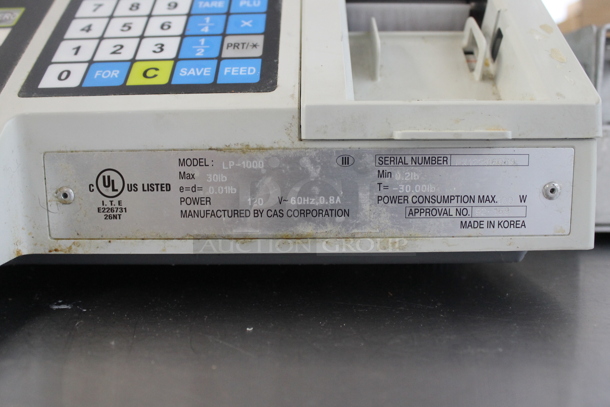 TARE PLU
7 8 9 1/4 X
4 5 6 1/2 PRT/✳
1 2 3
0 FOR C SAVE FEED
MODEL : LP-1000
Max 30lb
e=d= 0.01lb
POWER 120 V~ 60Hz, 0.8A
MANUFACTURED BY CAS CORPORATION
C UL US LISTED
I. T. E
E226731
26NT
III
SERIAL NUMBER
Min 0.2lb
T= -30.00lb
POWER CONSUMPTION MAX. W
APPROVAL NO.
MADE IN KOREA
AUCTION GROUP